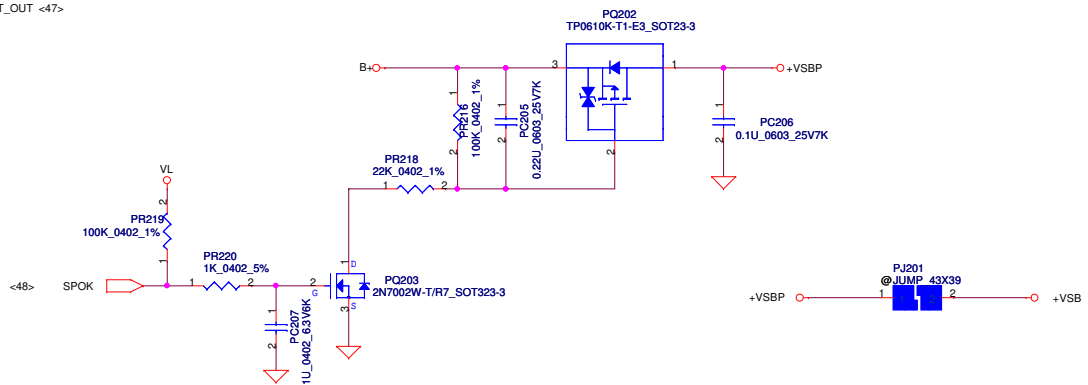 T_OUT <47>
PQ202
TP0610K-T1-E3_SOT23-3
B+
3
1
+VSBP
1
PR216
100K_0402_1%
2
1
PC205
0.22U_0603_25V7K
2
2
1
PC206
0.1U_0603_25V7K
2
PR218
22K_0402_1%
1
2
VL
2
PR219
100K_0402_1%
1
PR220
1K_0402_5%
1
2
<48>
SPOK
1
D
2
G
PQ203
2N7002W-T/R7_SOT323-3
S
3
1
PC207
1U_0402_6.3V6K
2
PJ201
@JUMP_43X39
+VSBP
1
1
2
2
+VSB